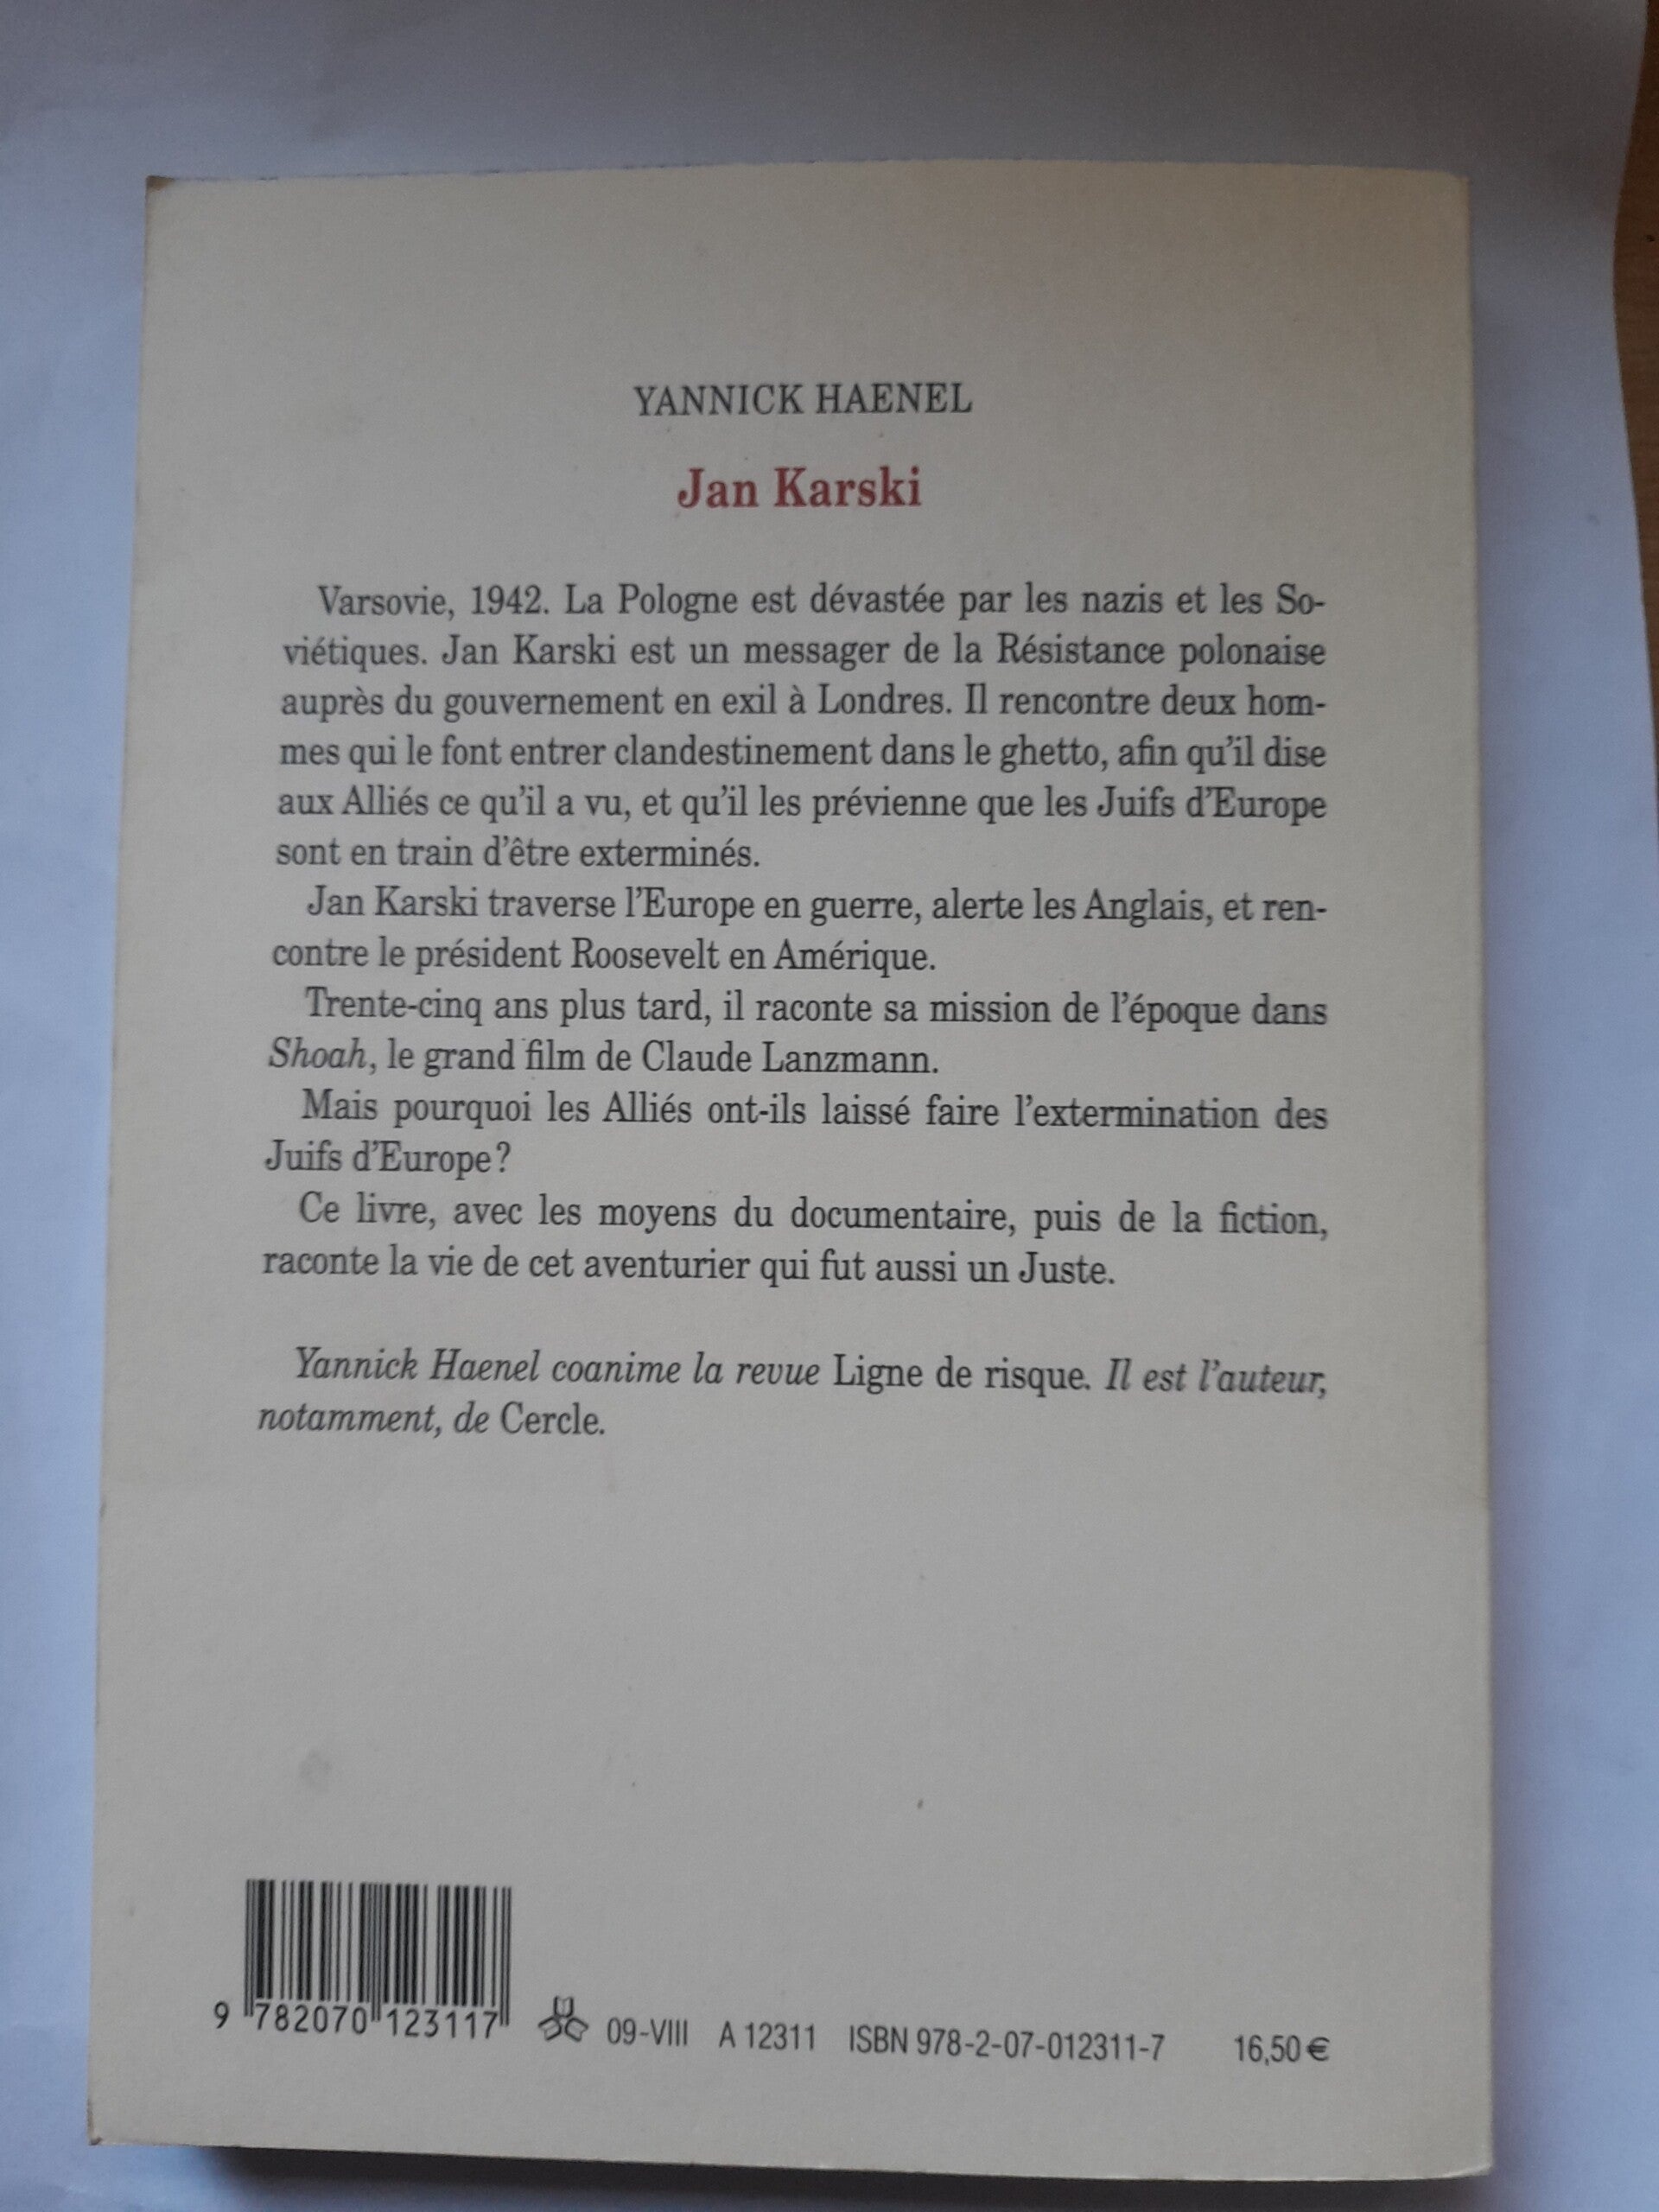 YANNICK HAENEL
Jan Karski
Varsovie, 1942. La Pologne est dévastée par les nazis et les So-
viétiques. Jan Karski est un messager de la Résistance polonaise
auprès du gouvernement en exil à Londres. Il rencontre deux hom-
mes qui le font entrer clandestinement dans le ghetto, afin qu'il dise
aux Alliés ce qu'il a vu, et qu'il les prévienne que les Juifs d'Europe
sont en train d'être exterminés.
Jan Karski traverse l'Europe en guerre, alerte les Anglais, et ren-
contre le président Roosevelt en Amérique.
Trente-cinq ans plus tard, il raconte sa mission de l'époque dans
Shoah, le grand film de Claude Lanzmann.
Mais pourquoi les Alliés ont-ils laissé faire l'extermination des
Juifs d'Europe ?
Ce livre, avec les moyens du documentaire, puis de la fiction,
raconte la vie de cet aventurier qui fut aussi un Juste.
Yannick Haenel coanime la revue Ligne de risque. Il est l'auteur,
notamment, de Cercle.
9 782070 123117 09-VIII A 12311 ISBN 978-2-07-012311-7 16,50 €